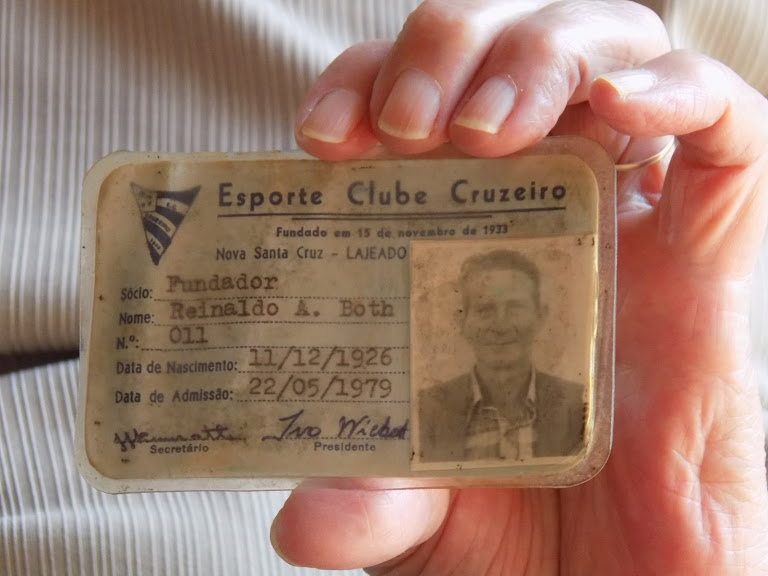 Esporte Clube Cruzeiro
Fundado em 15 de novembro de 1933
Nova Santa Cruz - LAJEADO
Sócio: Fundador
Nome: Reinaldo A. Both
N.º: 011
Data de Nascimento: 11/12/1926
Data de Admissão: 22/05/1979
Ivo
Secretário Presidente